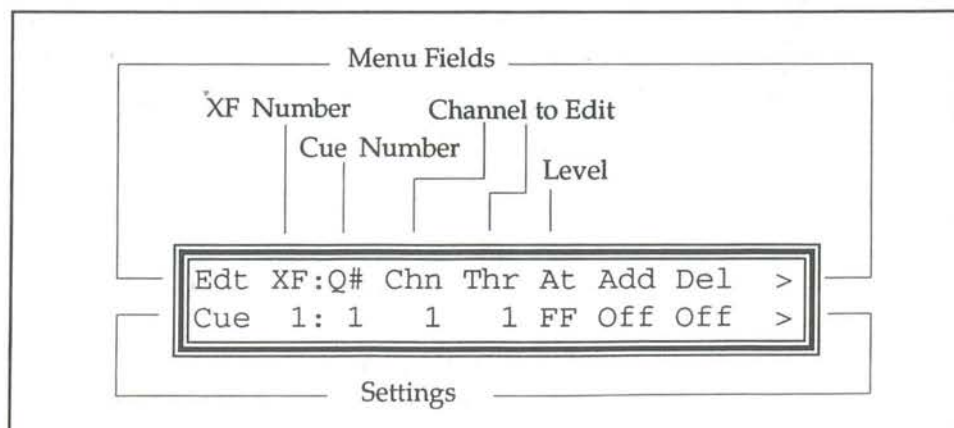 Menu Fields
XF Number
Channel to Edit
Cue Number
Level
Edt XF:Q# Chn Thr At Add Del >
Cue 1: 1 1 1 FF Off Off >
Settings